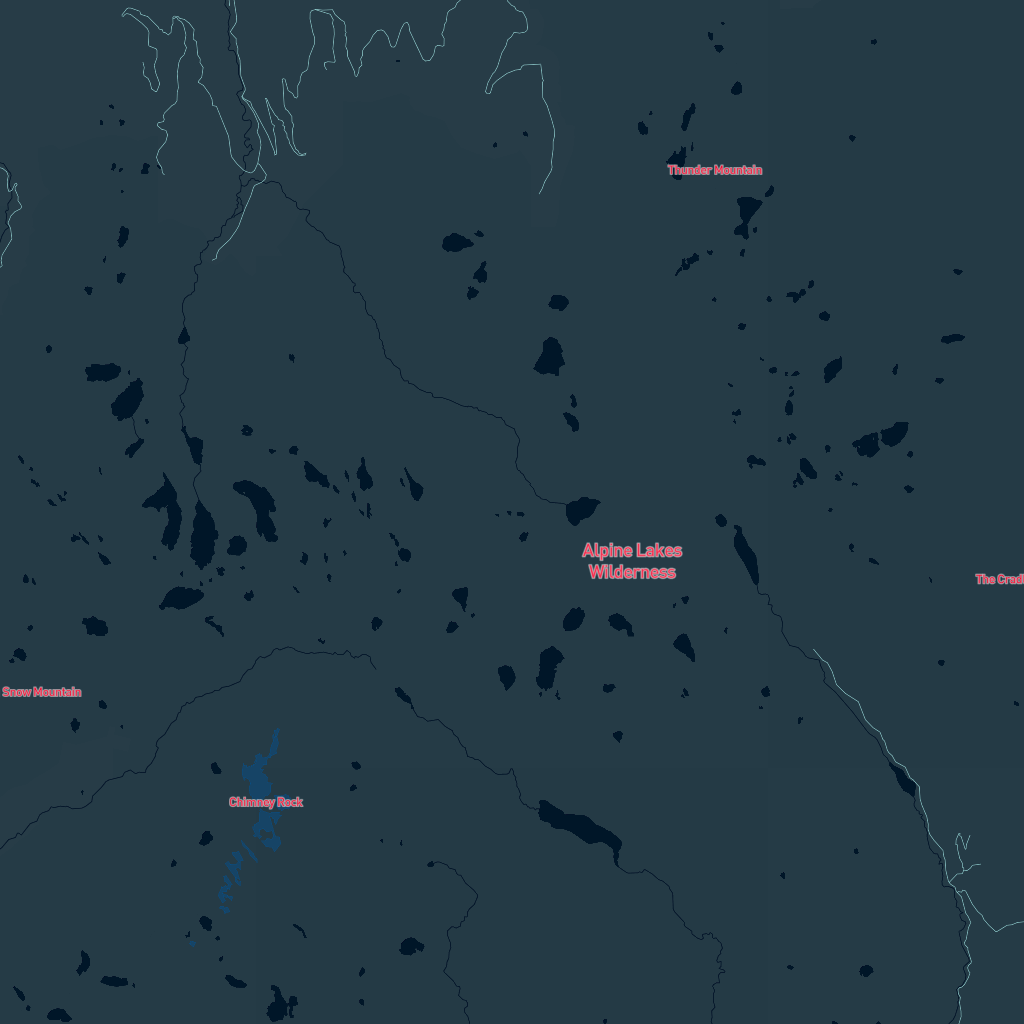 Thunder Mountain
Alpine Lakes
Wilderness
The Cradl
Snow Mountain
Chimney Rock